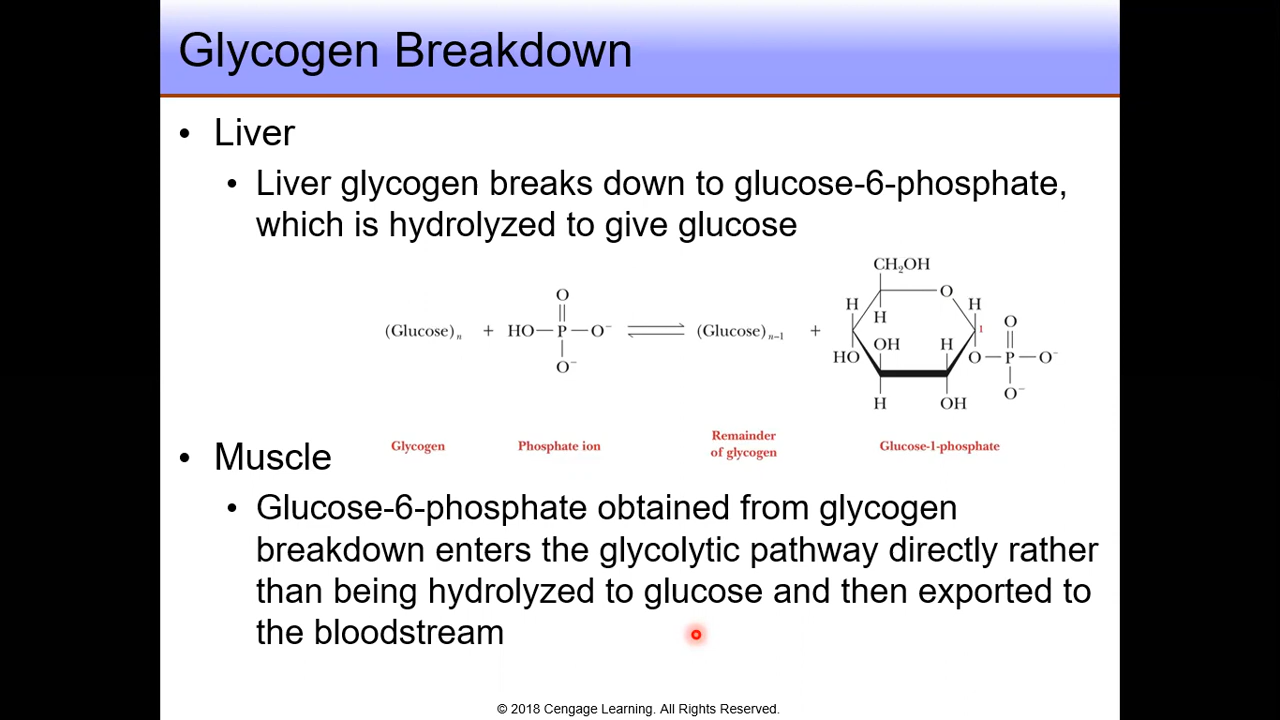 Glycogen Breakdown
• Liver
• Liver glycogen breaks down to glucose-6-phosphate,
which is hydrolyzed to give glucose
CH₂OH
O
H
H
H
OH
H
HO
H
OH
1
O
O—P—O⁻
O⁻
O
(Glucose)ₙ + HO—P—O⁻ ⇌ (Glucose)ₙ₋₁ +
O⁻
Glycogen
Phosphate ion
Remainder
of glycogen
Glucose-1-phosphate
• Muscle
• Glucose-6-phosphate obtained from glycogen
breakdown enters the glycolytic pathway directly rather
than being hydrolyzed to glucose and then exported to
the bloodstream
© 2018 Cengage Learning. All Rights Reserved.